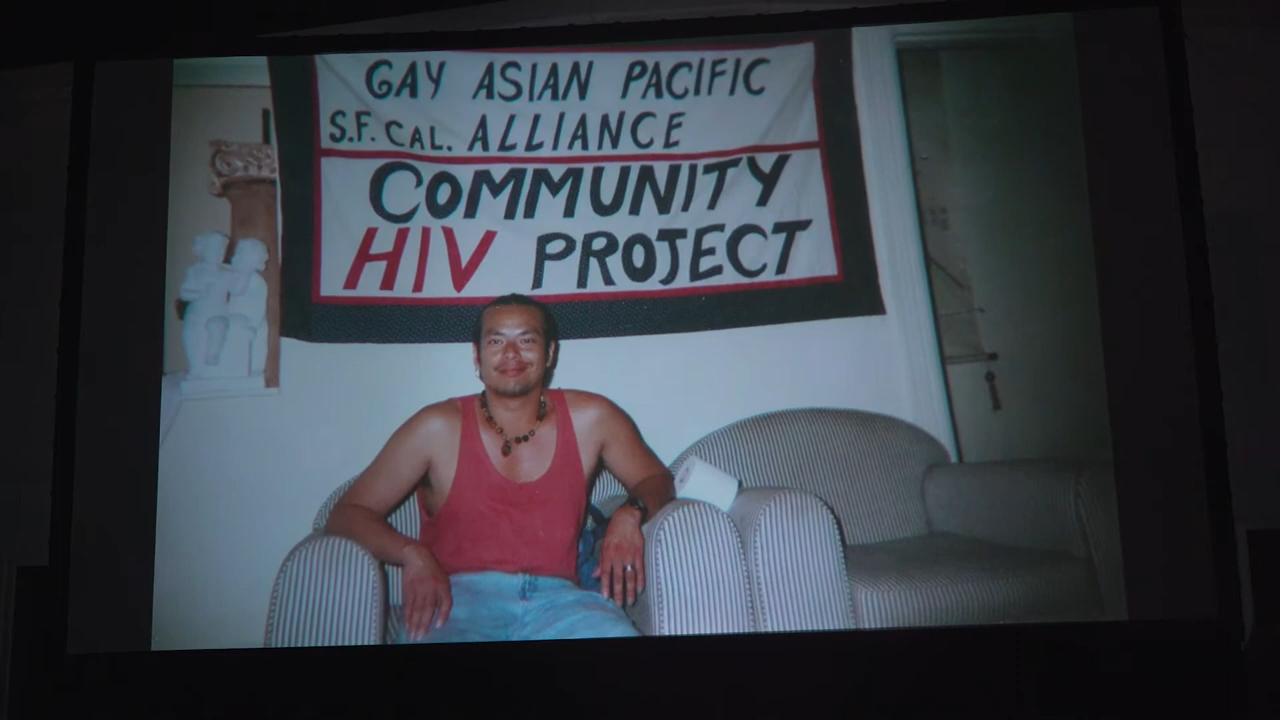 GAY ASIAN PACIFIC
S.F. CAL. ALLIANCE
COMMUNITY
HIV PROJECT